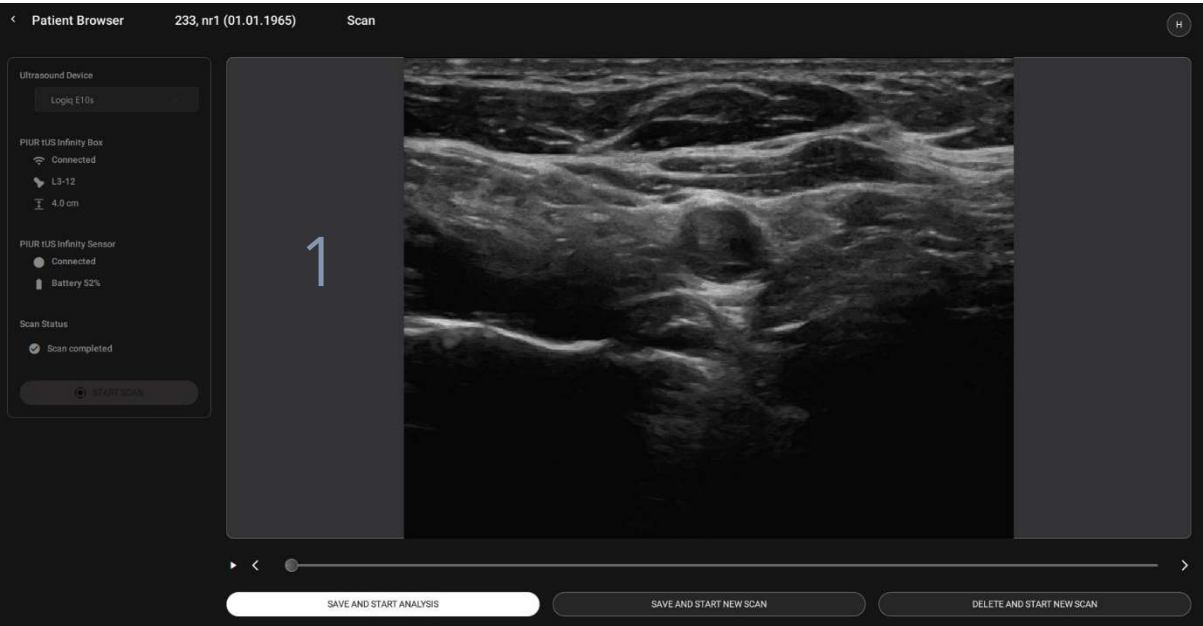 Patient Browser 233, nr1 (01.01.1965) Scan H
Ultrasound Device
Logiq E10s
PIUR tUS Infinity Box
Connected
L3-12
4.0 cm
PIUR tUS Infinity Sensor
Connected
Battery 52%
Scan Status
Scan completed
START SCAN
1
SAVE AND START ANALYSIS SAVE AND START NEW SCAN DELETE AND START NEW SCAN